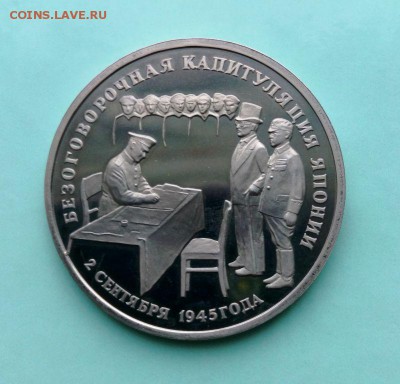 COINS.LAVE.RU
БЕЗОГОВОРОЧНАЯ КАПИТУЛЯЦИЯ ЯПОНИИ
2 СЕНТЯБРЯ 1945 ГОДА